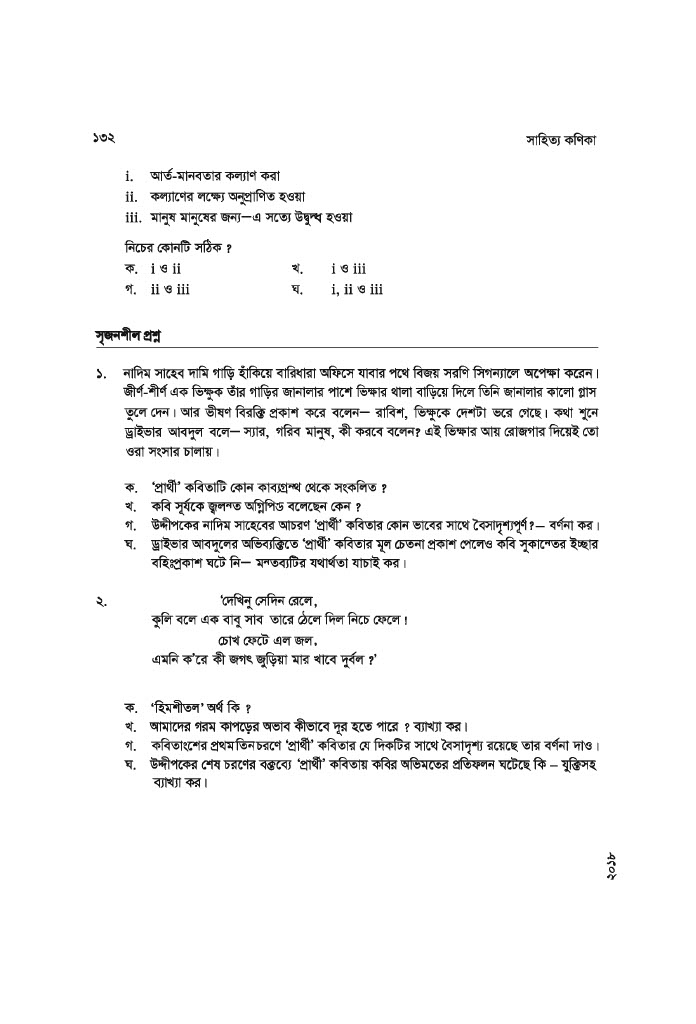 ১৩২ সাহিত্য কণিকা
i. আর্ত-মানবতার কল্যাণ করা
ii. কল্যাণের লক্ষ্যে অনুপ্রাণিত হওয়া
iii. মানুষ মানুষের জন্য—এ সত্যে উদ্বুদ্ধ হওয়া
নিচের কোনটি সঠিক ?
ক. i ও ii খ. i ও iii
গ. ii ও iii ঘ. i, ii ও iii
সৃজনশীল প্রশ্ন
১. নাদিম সাহেব দামি গাড়ি হাঁকিয়ে বারিধারা অফিসে যাবার পথে বিজয় সরণি সিগন্যালে অপেক্ষা করেন।
জীর্ণ-শীর্ণ এক ভিক্ষুক তাঁর গাড়ির জানালার পাশে ভিক্ষার থালা বাড়িয়ে দিলে তিনি জানালার কালো গ্লাস
তুলে দেন। আর ভীষণ বিরক্তি প্রকাশ করে বলেন— রাবিশ, ভিক্ষুকে দেশটা ভরে গেছে। কথা শুনে
ড্রাইভার আবদুল বলে— স্যার, গরিব মানুষ, কী করবে বলেন? এই ভিক্ষার আয় রোজগার দিয়েই তো
ওরা সংসার চালায়।
ক. ‘প্রার্থী’ কবিতাটি কোন কাব্যগ্রন্থ থেকে সংকলিত ?
খ. কবি সূর্যকে জ্বলন্ত অগ্নিপিন্ড বলেছেন কেন ?
গ. উদ্দীপকের নাদিম সাহেবের আচরণ ‘প্রার্থী’ কবিতার কোন ভাবের সাথে বৈসাদৃশ্যপূর্ণ?— বর্ণনা কর।
ঘ. ড্রাইভার আবদুলের অভিব্যক্তিতে ‘প্রার্থী’ কবিতার মূল চেতনা প্রকাশ পেলেও কবি সুকান্তের ইচ্ছার
বহিঃপ্রকাশ ঘটে নি— মন্তব্যটির যথার্থতা যাচাই কর।
২. ‘দেখিনু সেদিন রেলে,
কুলি বলে এক বাবু সাব তারে ঠেলে দিল নিচে ফেলে!
চোখ ফেটে এল জল,
এমনি ক'রে কী জগৎ জুড়িয়া মার খাবে দুর্বল ?’
ক. ‘হিমশীতল’ অর্থ কি ?
খ. আমাদের গরম কাপড়ের অভাব কীভাবে দূর হতে পারে ? ব্যাখ্যা কর।
গ. কবিতাংশের প্রথম তিন চরণে ‘প্রার্থী’ কবিতার যে দিকটির সাথে বৈসাদৃশ্য রয়েছে তার বর্ণনা দাও।
ঘ. উদ্দীপকের শেষ চরণের বক্তব্যে ‘প্রার্থী’ কবিতায় কবির অভিমতের প্রতিফলন ঘটেছে কি – যুক্তিসহ
ব্যাখ্যা কর।
২০১৮